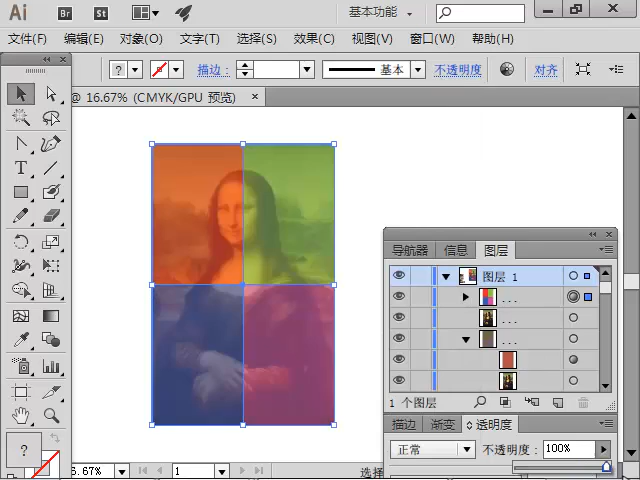 Ai Br St 基本功能
文件(F) 编辑(E) 对象(O) 文字(T) 选择(S) 效果(C) 视图(V) 窗口(W) 帮助(H)
? 描边: 基本 不透明度 对齐
@ 16.67% (CMYK/GPU 预览) ×
导航器 信息 图层
图层 1
...
...
...
1 个图层
描边 渐变 透明度
正常 不透明度: 100%
? 6.67% 1 选择